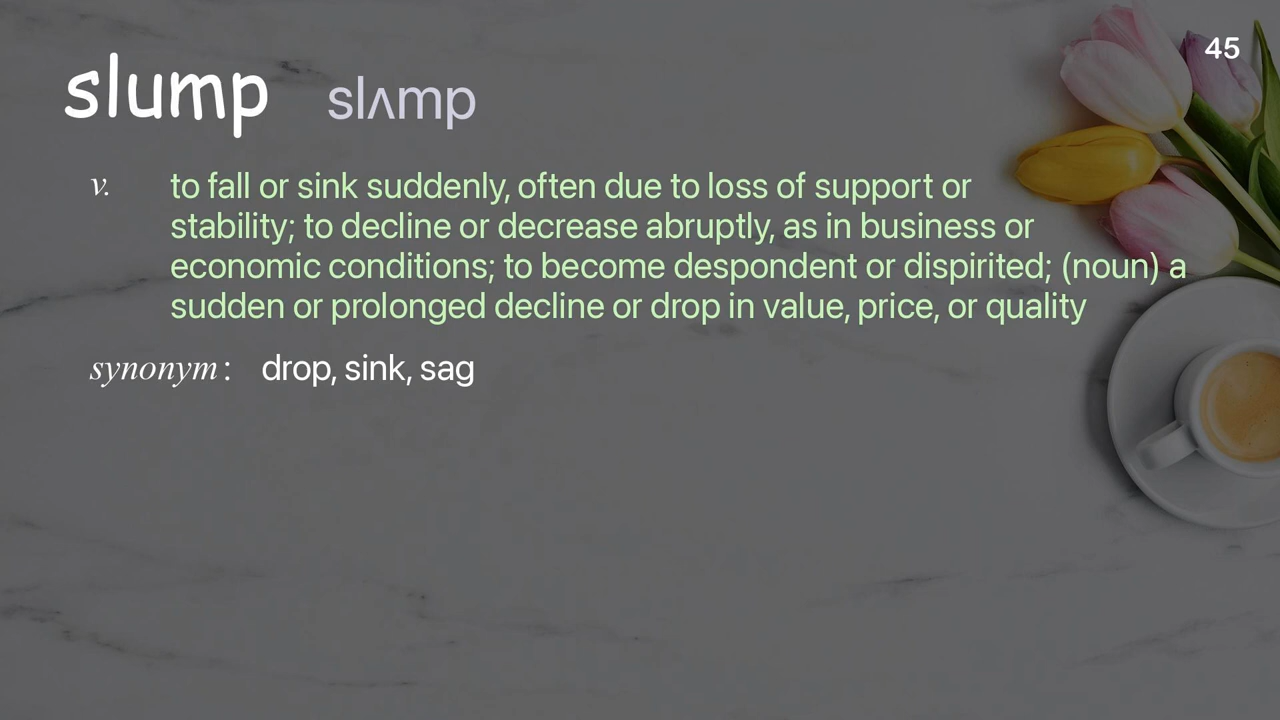 45
slump slʌmp
v. to fall or sink suddenly, often due to loss of support or
stability; to decline or decrease abruptly, as in business or
economic conditions; to become despondent or dispirited; (noun) a
sudden or prolonged decline or drop in value, price, or quality
synonym : drop, sink, sag